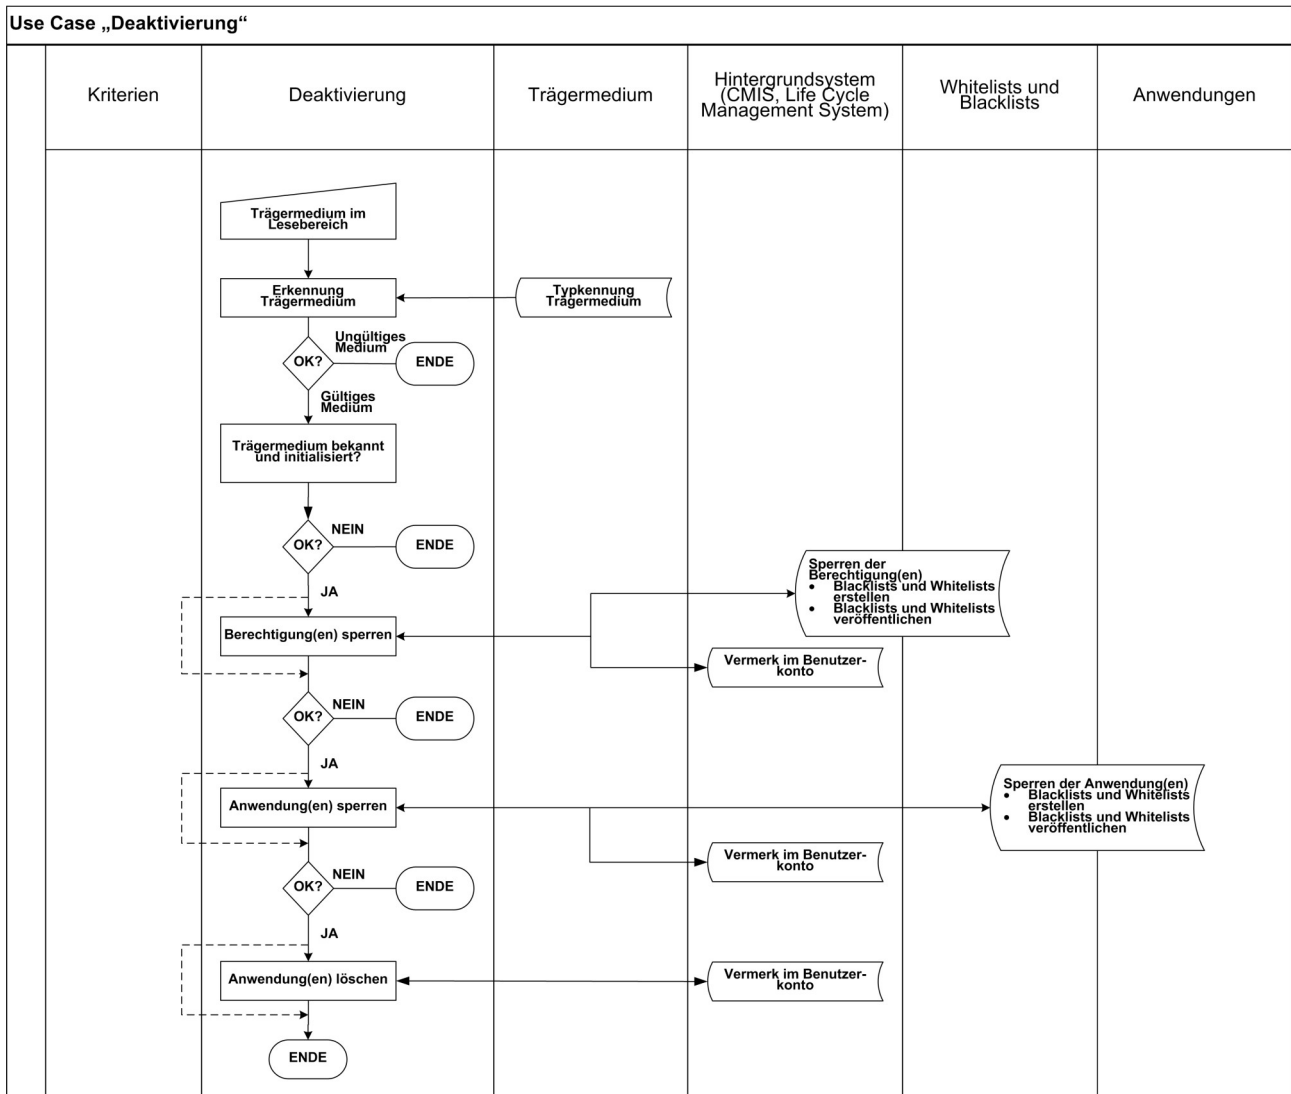 Use Case „Deaktivierung“
Kriterien
Deaktivierung
Trägermedium
Hintergrundsystem
(CMIS, Life Cycle
Management System)
Whitelists und
Blacklists
Anwendungen
Trägermedium im
Lesebereich
Erkennung
Trägermedium
Typkennung
Trägermedium
Ungültiges
Medium
OK?
ENDE
Gültiges
Medium
Trägermedium bekannt
und initialisiert?
NEIN
OK?
ENDE
JA
Sperren der
Berechtigung(en)
• Blacklists und Whitelists
erstellen
• Blacklists und Whitelists
veröffentlichen
Berechtigung(en) sperren
Vermerk im Benutzer-
konto
NEIN
OK?
ENDE
JA
Sperren der Anwendung(en)
• Blacklists und Whitelists
erstellen
• Blacklists und Whitelists
veröffentlichen
Anwendung(en) sperren
Vermerk im Benutzer-
konto
NEIN
OK?
ENDE
JA
Anwendung(en) löschen
Vermerk im Benutzer-
konto
ENDE